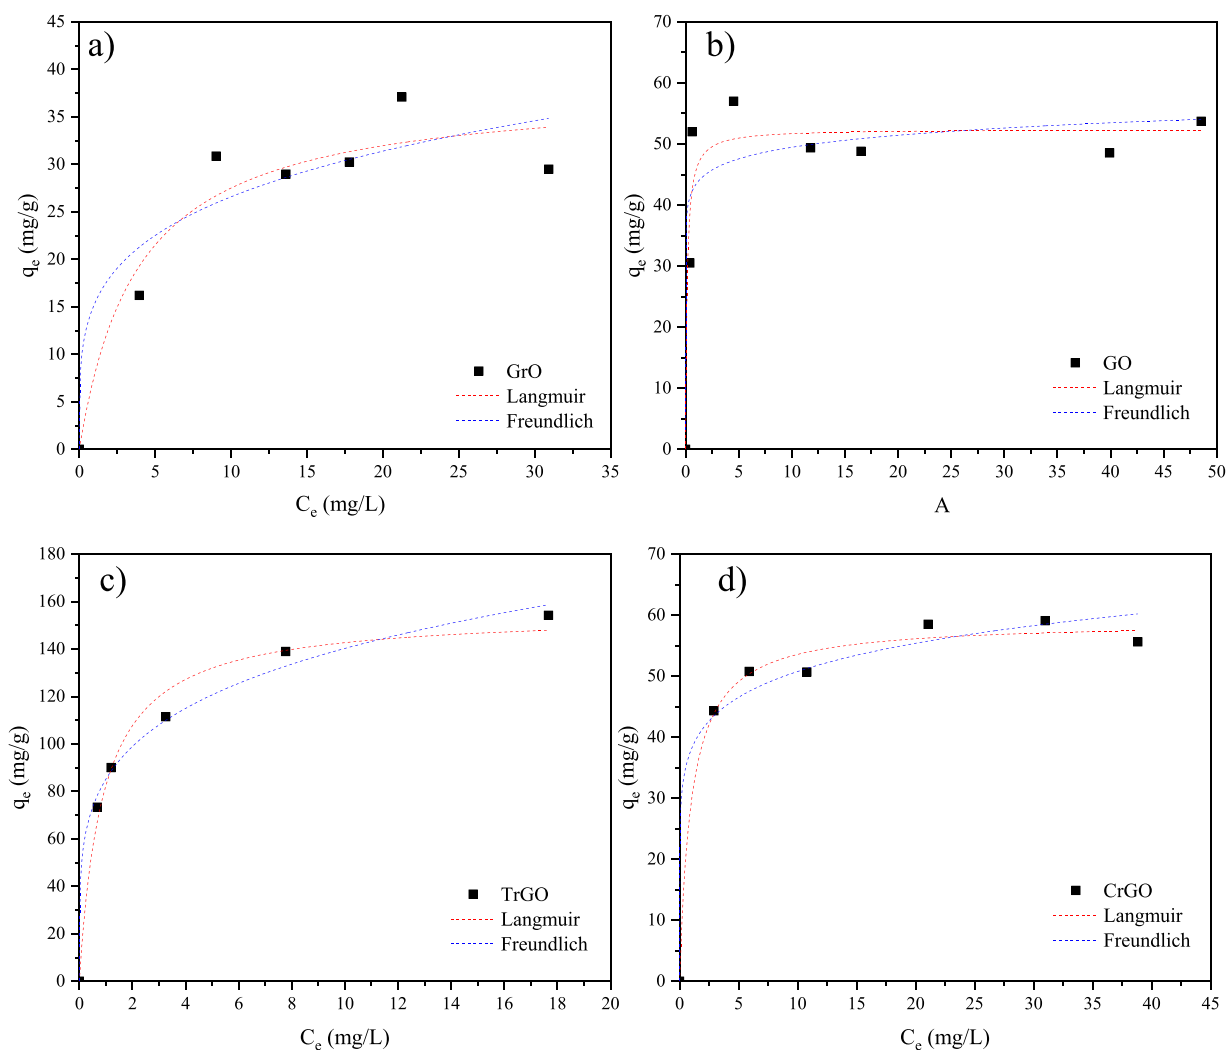 a)
45
40
35
30
25
20
15
10
5
0
qe (mg/g)
GrO
Langmuir
Freundlich
0 5 10 15 20 25 30 35
Ce (mg/L)
b)
70
60
50
40
30
20
10
0
qe (mg/g)
GO
Langmuir
Freundlich
0 5 10 15 20 25 30 35 40 45 50
A
c)
180
160
140
120
100
80
60
40
20
0
qe (mg/g)
TrGO
Langmuir
Freundlich
0 2 4 6 8 10 12 14 16 18 20
Ce (mg/L)
d)
70
60
50
40
30
20
10
0
qe (mg/g)
CrGO
Langmuir
Freundlich
0 5 10 15 20 25 30 35 40 45
Ce (mg/L)